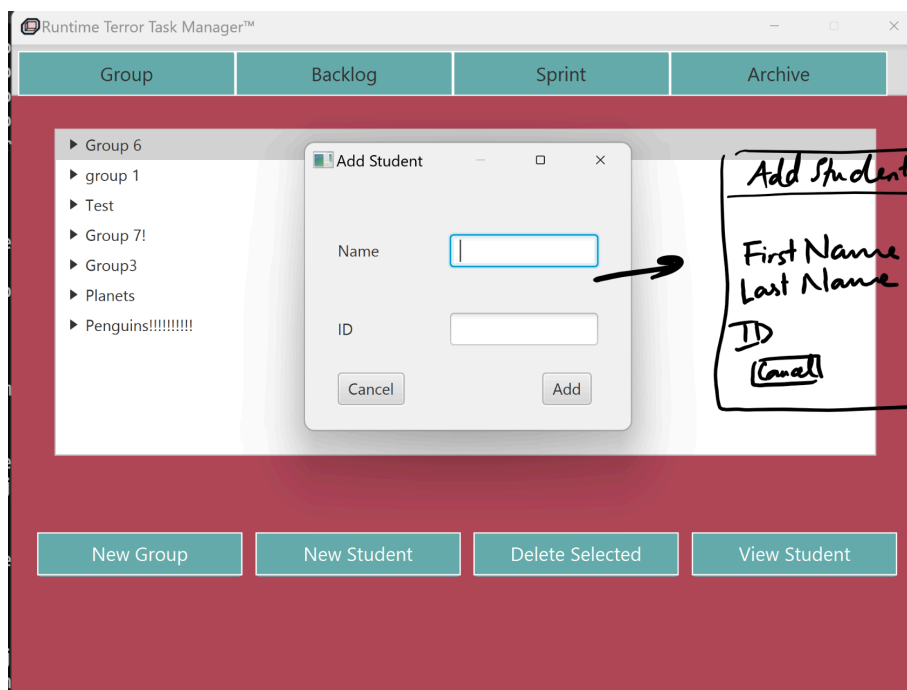 Runtime Terror Task Manager™
Group Backlog Sprint Archive
Group 6
group 1
Test
Group 7!
Group3
Planets
Penguins!!!!!!!!!!
Add Student
Name
ID
Cancel Add
Add Student
First Name
Last Name
ID
Cancel
New Group New Student Delete Selected View Student